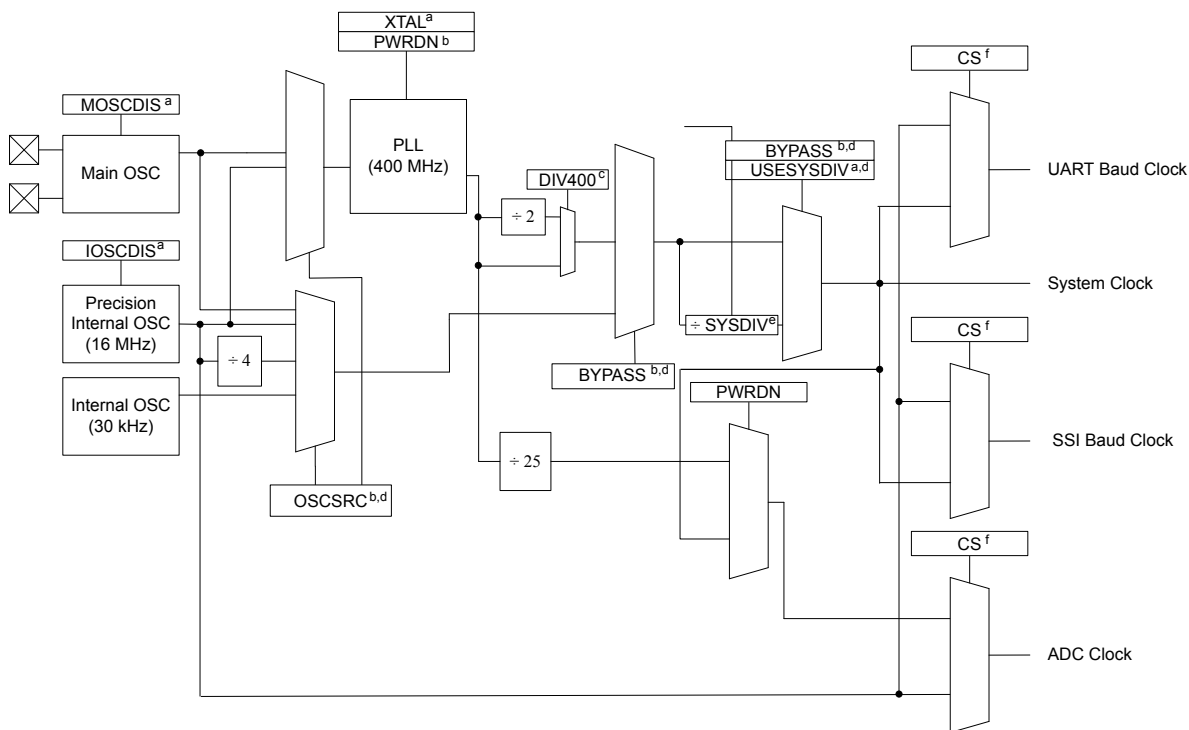 XTAL a
PWRDN b
CS f
MOSCDIS a
Main OSC
PLL
(400 MHz)
BYPASS b,d
USESYSDIV a,d
UART Baud Clock
DIV400 c
÷ 2
IOSCDIS a
Precision
Internal OSC
(16 MHz)
System Clock
÷ SYSDIV e
CS f
÷ 4
BYPASS b,d
Internal OSC
(30 kHz)
PWRDN
SSI Baud Clock
÷ 25
OSCSRC b,d
CS f
ADC Clock